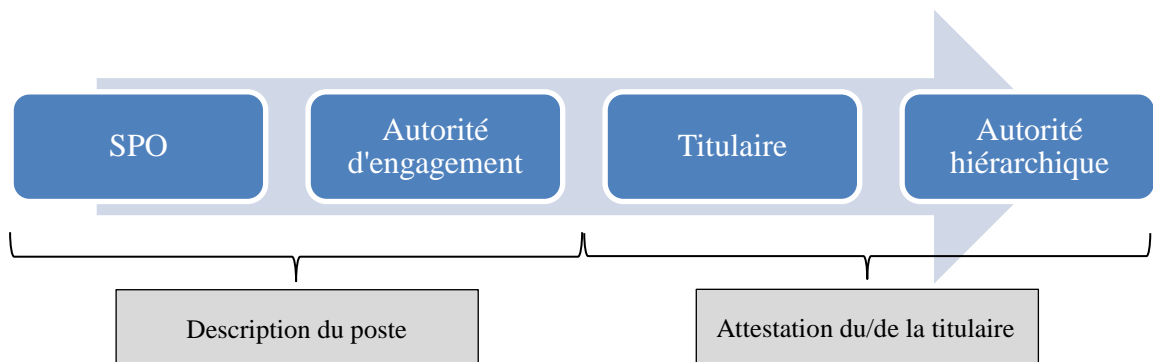 SPO
Autorité
d'engagement
Titulaire
Autorité
hiérarchique
Description du poste
Attestation du/de la titulaire